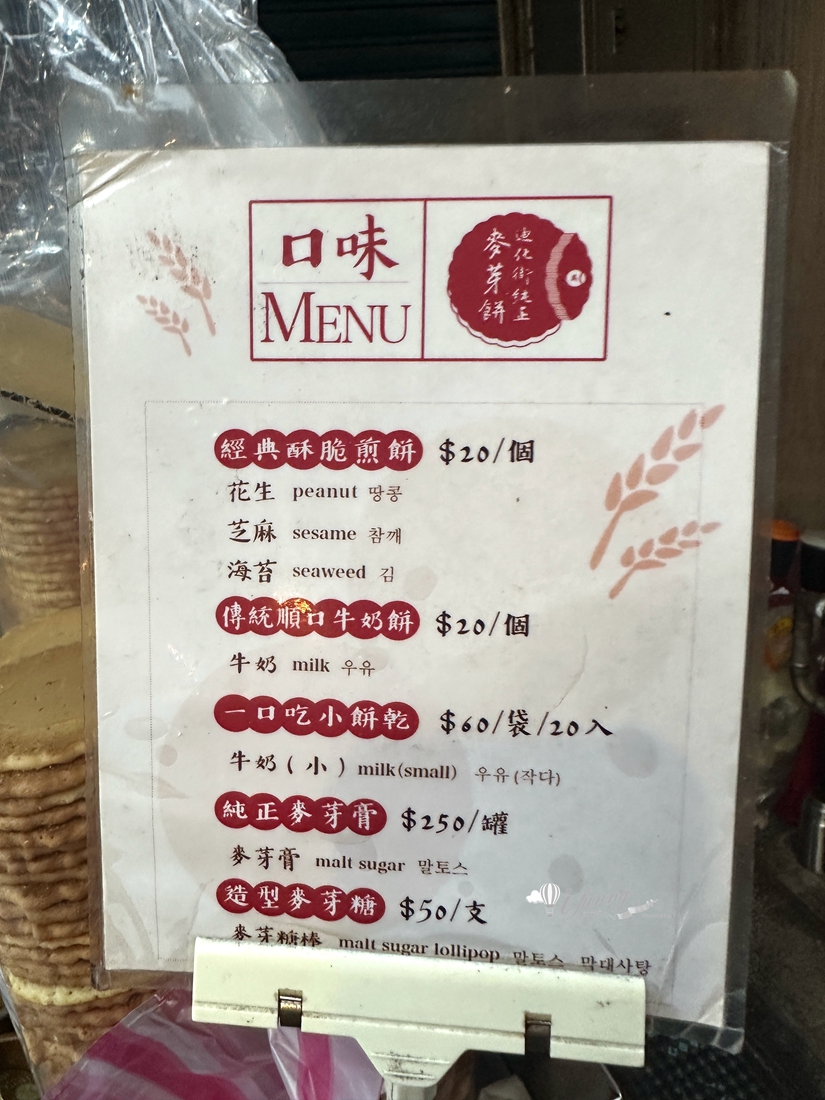 口味
MENU
迪化街純正
麥芽餅
經典酥脆煎餅 $20/個
花生 peanut 땅콩
芝麻 sesame 참깨
海苔 seaweed 김
傳統順口牛奶餅 $20/個
牛奶 milk 우유
一口吃小餅乾 $60/袋/20入
牛奶(小) milk(small) 우유(작다)
純正麥芽膏 $250/罐
麥芽膏 malt sugar 말토스
造型麥芽糖 $50/支
麥芽糖棒 malt sugar lollipop 말토스 막대사탕